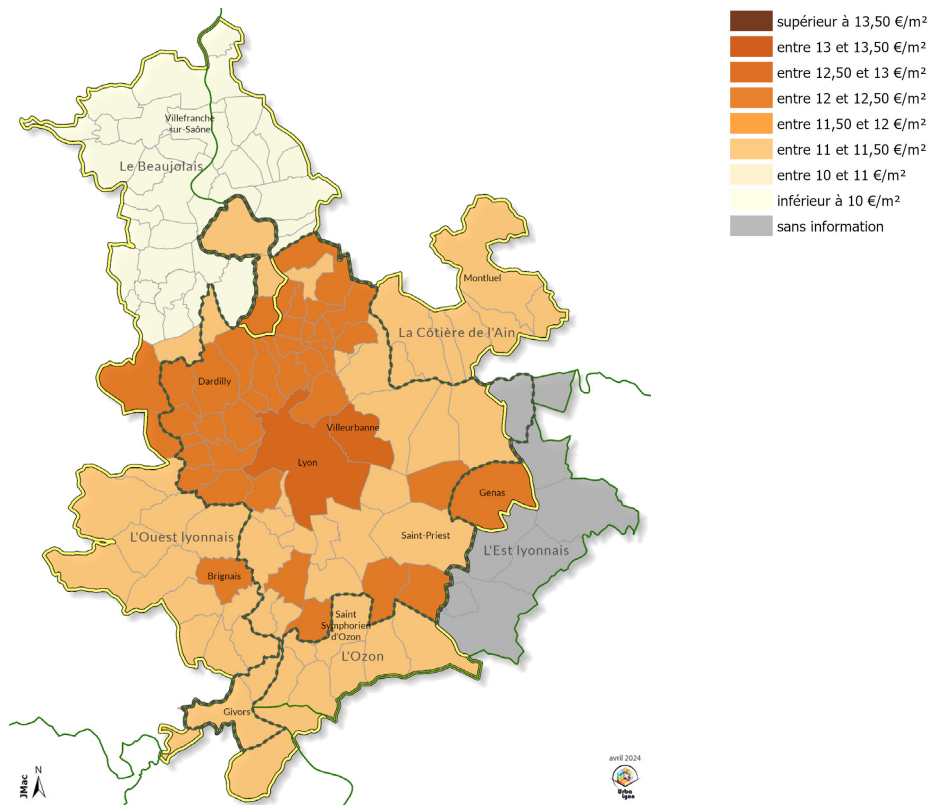 supérieur à 13,50 €/m²
entre 13 et 13,50 €/m²
entre 12,50 et 13 €/m²
entre 12 et 12,50 €/m²
entre 11,50 et 12 €/m²
entre 11 et 11,50 €/m²
entre 10 et 11 €/m²
inférieur à 10 €/m²
sans information
Villefranche
sur-Saône
Le Beaujolais
Montluel
La Côtière de l'Ain
Dardilly
Villeurbanne
Lyon
Genas
L'Ouest lyonnais
Saint-Priest
L'Est lyonnais
Brignais
Saint
Symphorien
d'Ozon
L'Ozon
Givors
avril 2024
Urba
Lyon
JMac
N